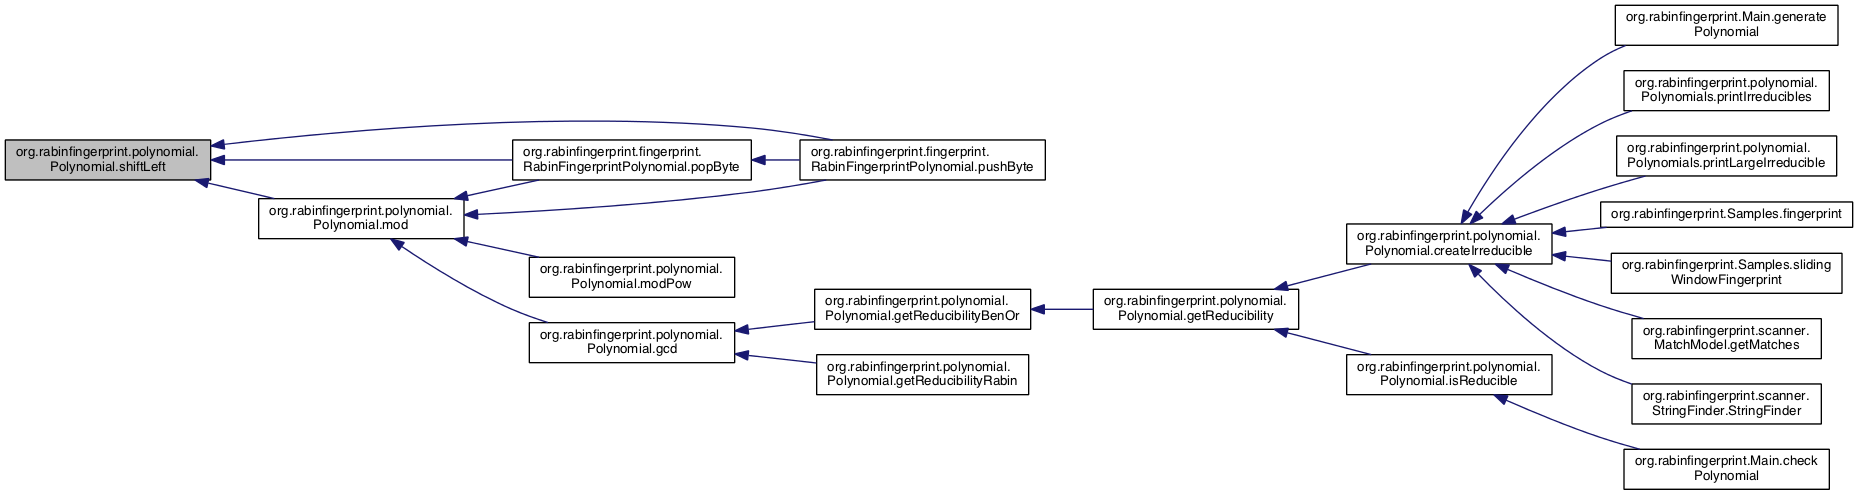 org.rabinfingerprint.polynomial.
Polynomial.shiftLeft
org.rabinfingerprint.fingerprint.
RabinFingerprintPolynomial.popByte
org.rabinfingerprint.fingerprint.
RabinFingerprintPolynomial.pushByte
org.rabinfingerprint.polynomial.
Polynomial.mod
org.rabinfingerprint.polynomial.
Polynomial.modPow
org.rabinfingerprint.polynomial.
Polynomial.gcd
org.rabinfingerprint.polynomial.
Polynomial.getReducibilityBenOr
org.rabinfingerprint.polynomial.
Polynomial.getReducibilityRabin
org.rabinfingerprint.polynomial.
Polynomial.getReducibility
org.rabinfingerprint.polynomial.
Polynomial.createIrreducible
org.rabinfingerprint.polynomial.
Polynomial.isReducible
org.rabinfingerprint.Main.generate
Polynomial
org.rabinfingerprint.polynomial.
Polynomials.printIrreducibles
org.rabinfingerprint.polynomial.
Polynomials.printLargeIrreducible
org.rabinfingerprint.Samples.fingerprint
org.rabinfingerprint.Samples.sliding
WindowFingerprint
org.rabinfingerprint.scanner.
MatchModel.getMatches
org.rabinfingerprint.scanner.
StringFinder.StringFinder
org.rabinfingerprint.Main.check
Polynomial